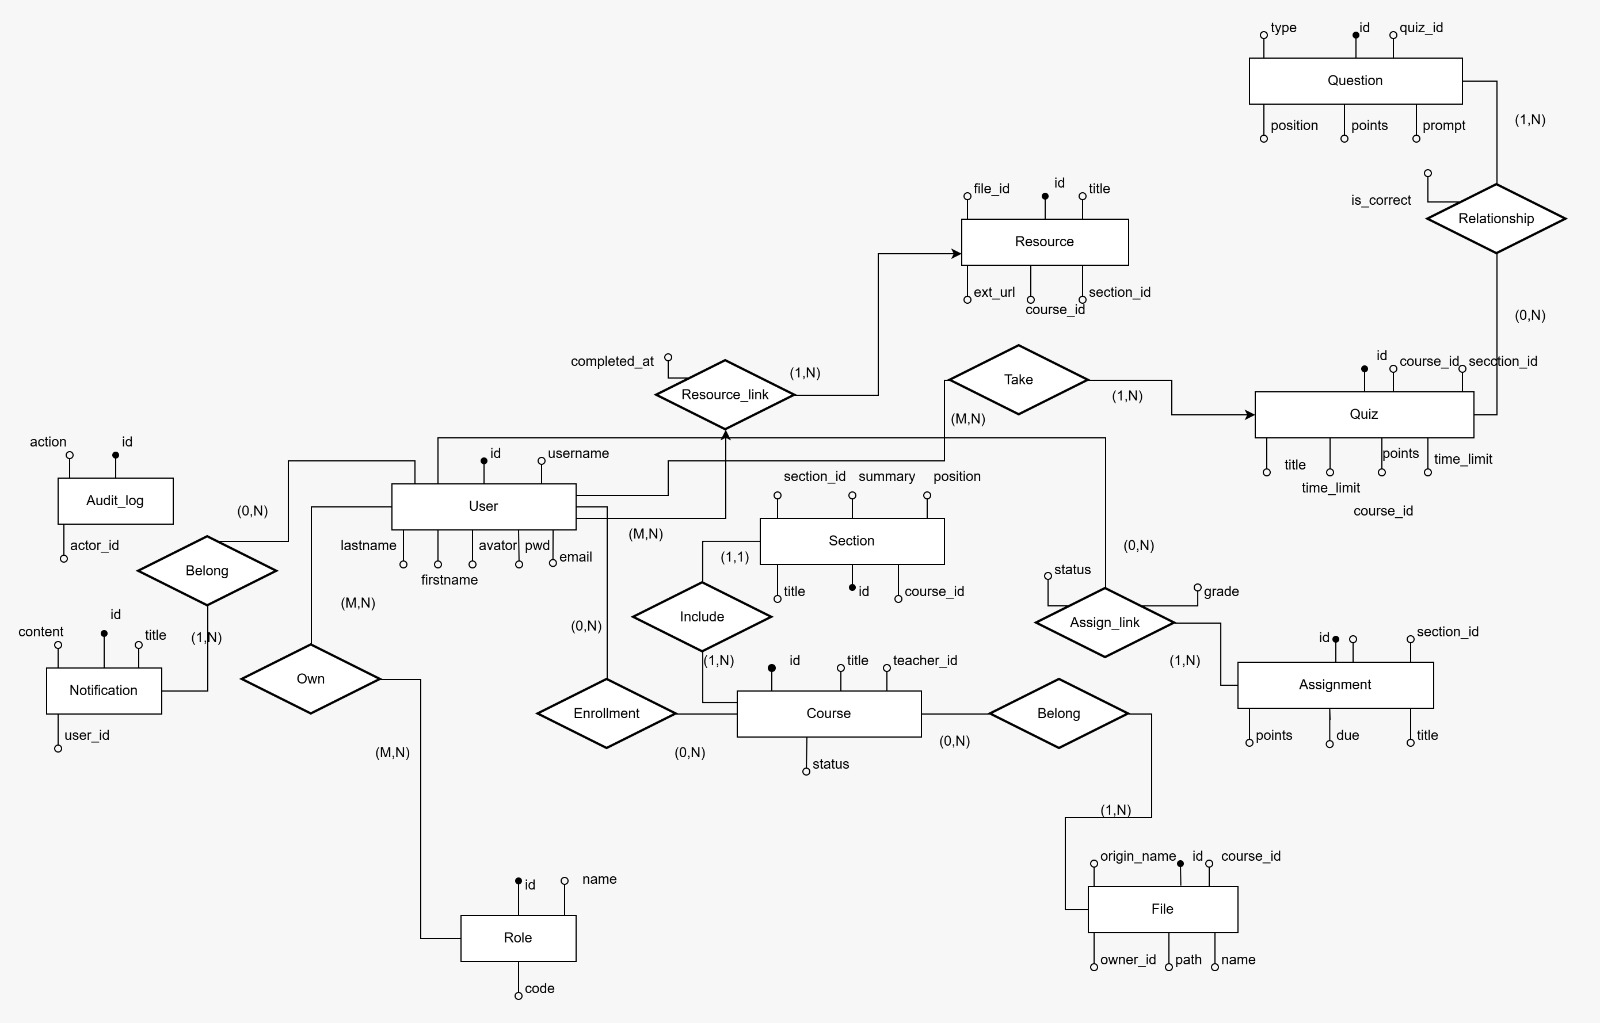 type
id
quiz_id
Question
position
points
prompt
(1,N)
is_correct
Relationship
(0,N)
file_id
id
title
Resource
ext_url
course_id
section_id
completed_at
Resource_link
(1,N)
Take
(1,N)
(M,N)
id
course_id
secction_id
Quiz
title
time_limit
points
time_limit
course_id
action
id
Audit_log
actor_id
(0,N)
Belong
(1,N)
content
id
title
Notification
user_id
id
username
User
lastname
firstname
avator
pwd
email
(M,N)
(M,N)
Own
(M,N)
(0,N)
section_id
summary
position
Section
(1,1)
title
id
course_id
Include
(1,N)
id
title
teacher_id
Enrollment
Course
(0,N)
status
(0,N)
Belong
(1,N)
(0,N)
status
grade
Assign_link
(1,N)
id
section_id
Assignment
points
due
title
origin_name
id
course_id
File
owner_id
path
name
id
name
Role
code